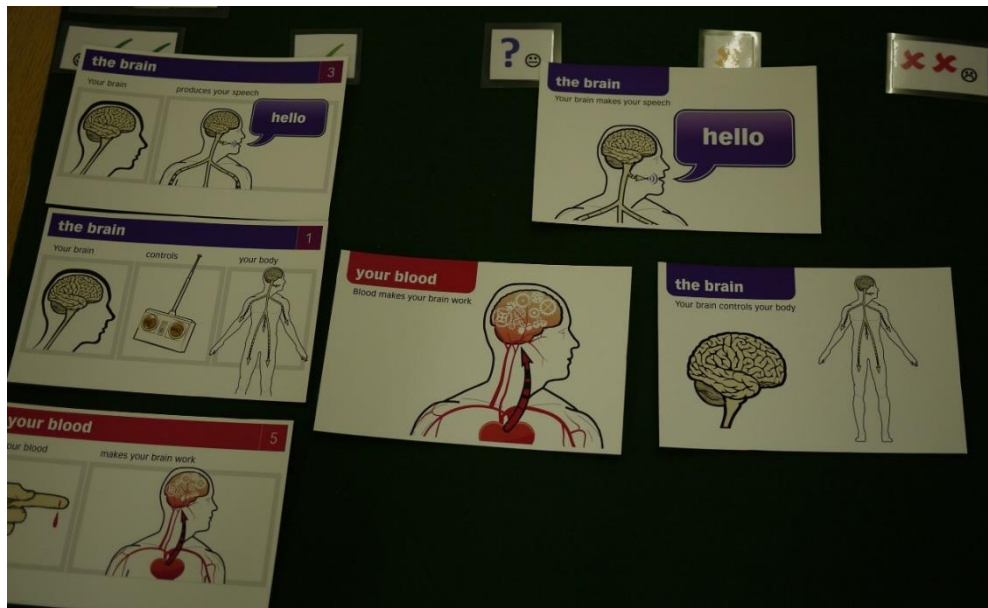 ?
the brain
3
Your brain
produces your speech
hello
the brain
Your brain makes your speech
hello
the brain
1
Your brain
controls
your body
your blood
Blood makes your brain work
the brain
Your brain controls your body
your blood
5
your blood
makes your brain work